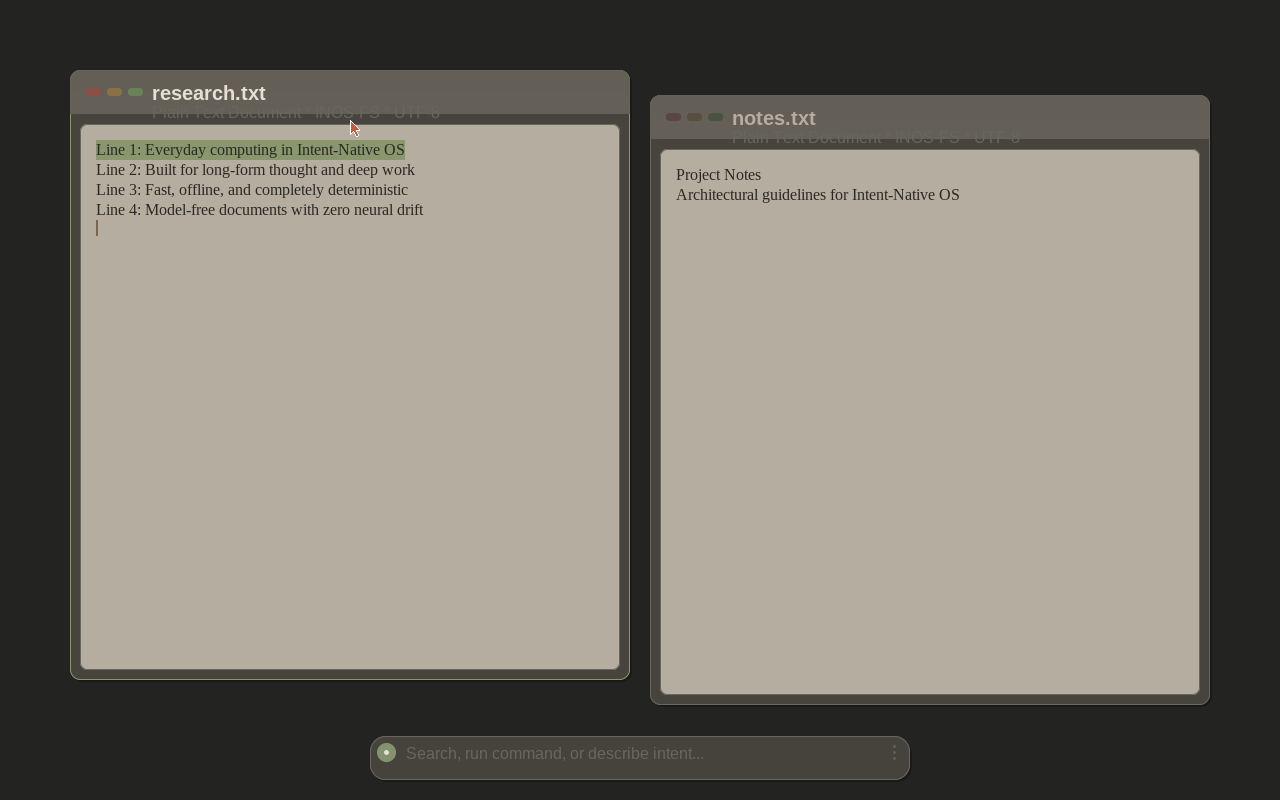 research.txt
Plain Text Document * INOS-FS * UTF-8
Line 1: Everyday computing in Intent-Native OS
Line 2: Built for long-form thought and deep work
Line 3: Fast, offline, and completely deterministic
Line 4: Model-free documents with zero neural drift
notes.txt
Plain Text Document * INOS-FS * UTF-8
Project Notes
Architectural guidelines for Intent-Native OS
Search, run command, or describe intent...